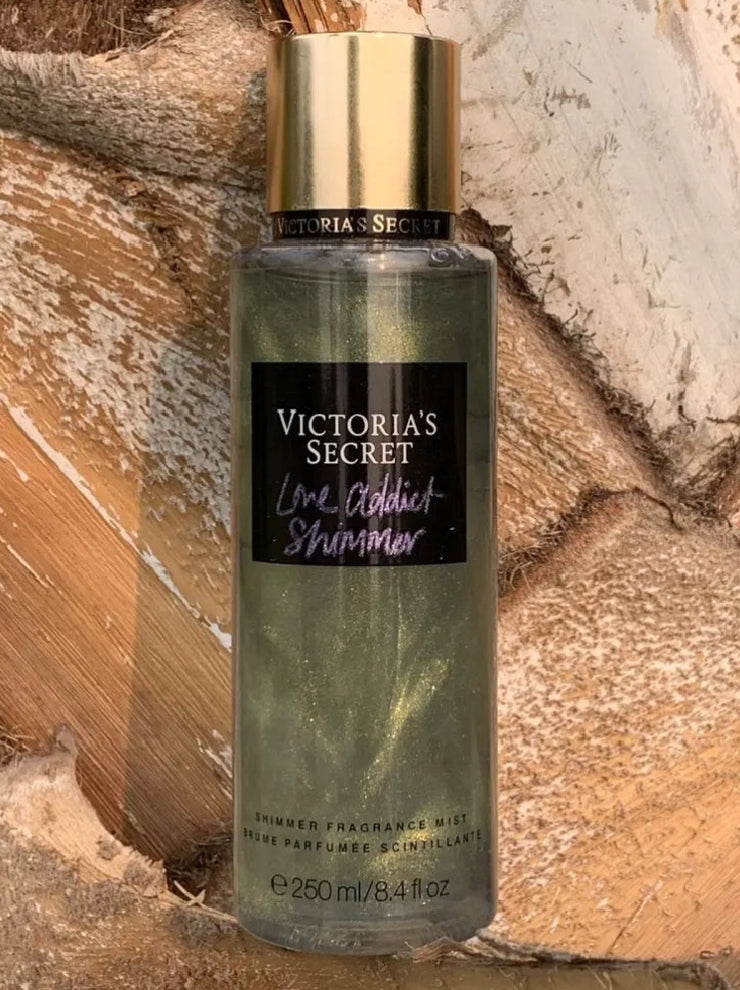 VICTORIA'S SECRET
VICTORIA'S
SECRET
Love addict
Shimmer
SHIMMER FRAGRANCE MIST
BRUME PARFUMÉE SCINTILLANTE
℮250 ml/8.4 fl oz